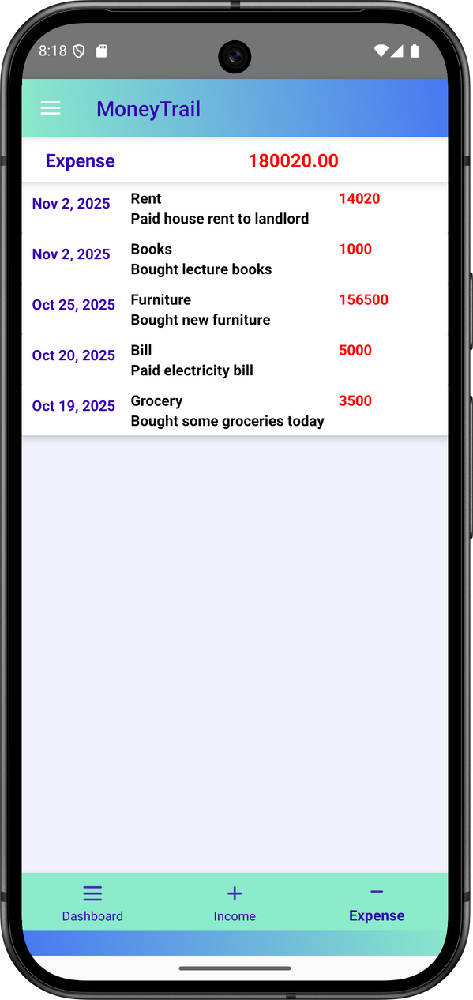 8:18
MoneyTrail
Expense 180020.00
Nov 2, 2025 Rent 14020
Paid house rent to landlord
Nov 2, 2025 Books 1000
Bought lecture books
Oct 25, 2025 Furniture 156500
Bought new furniture
Oct 20, 2025 Bill 5000
Paid electricity bill
Oct 19, 2025 Grocery 3500
Bought some groceries today
Dashboard Income Expense